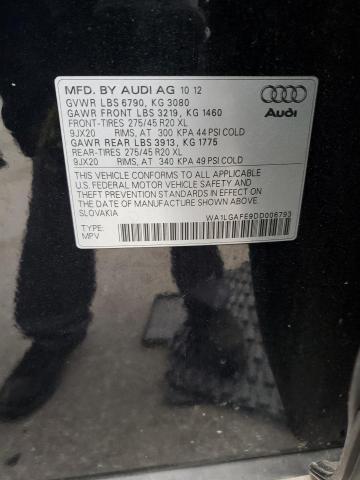 MFD. BY AUDI AG 10 12
GVWR LBS 6790, KG 3080
GAWR FRONT LBS 3219, KG 1460
FRONT-TIRES 275/45 R20 XL
9JX20 RIMS, AT 300 KPA 44 PSI COLD
GAWR REAR LBS 3913, KG 1775
REAR-TIRES 275/45 R20 XL
9JX20 RIMS, AT 340 KPA 49 PSI COLD
Audi
THIS VEHICLE CONFORMS TO ALL APPLICABLE
U.S. FEDERAL MOTOR VEHICLE SAFETY AND
THEFT PREVENTION STANDARDS IN EFFECT ON
THE DATE OF MANUFACTURE SHOWN ABOVE.
SLOVAKIA
WA1LGAFE9DD006793
TYPE:
MPV